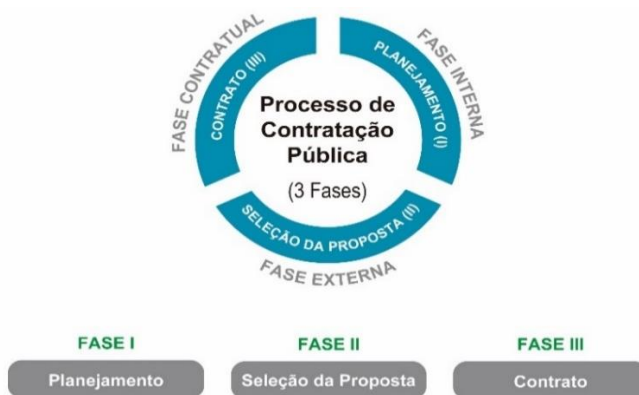 FASE CONTRATUAL
CONTRATO (III)
PLANEJAMENTO (I)
FASE INTERNA
Processo de
Contratação
Pública
(3 Fases)
SELEÇÃO DA PROPOSTA (II)
FASE EXTERNA
FASE I
FASE II
FASE III
Planejamento
Seleção da Proposta
Contrato